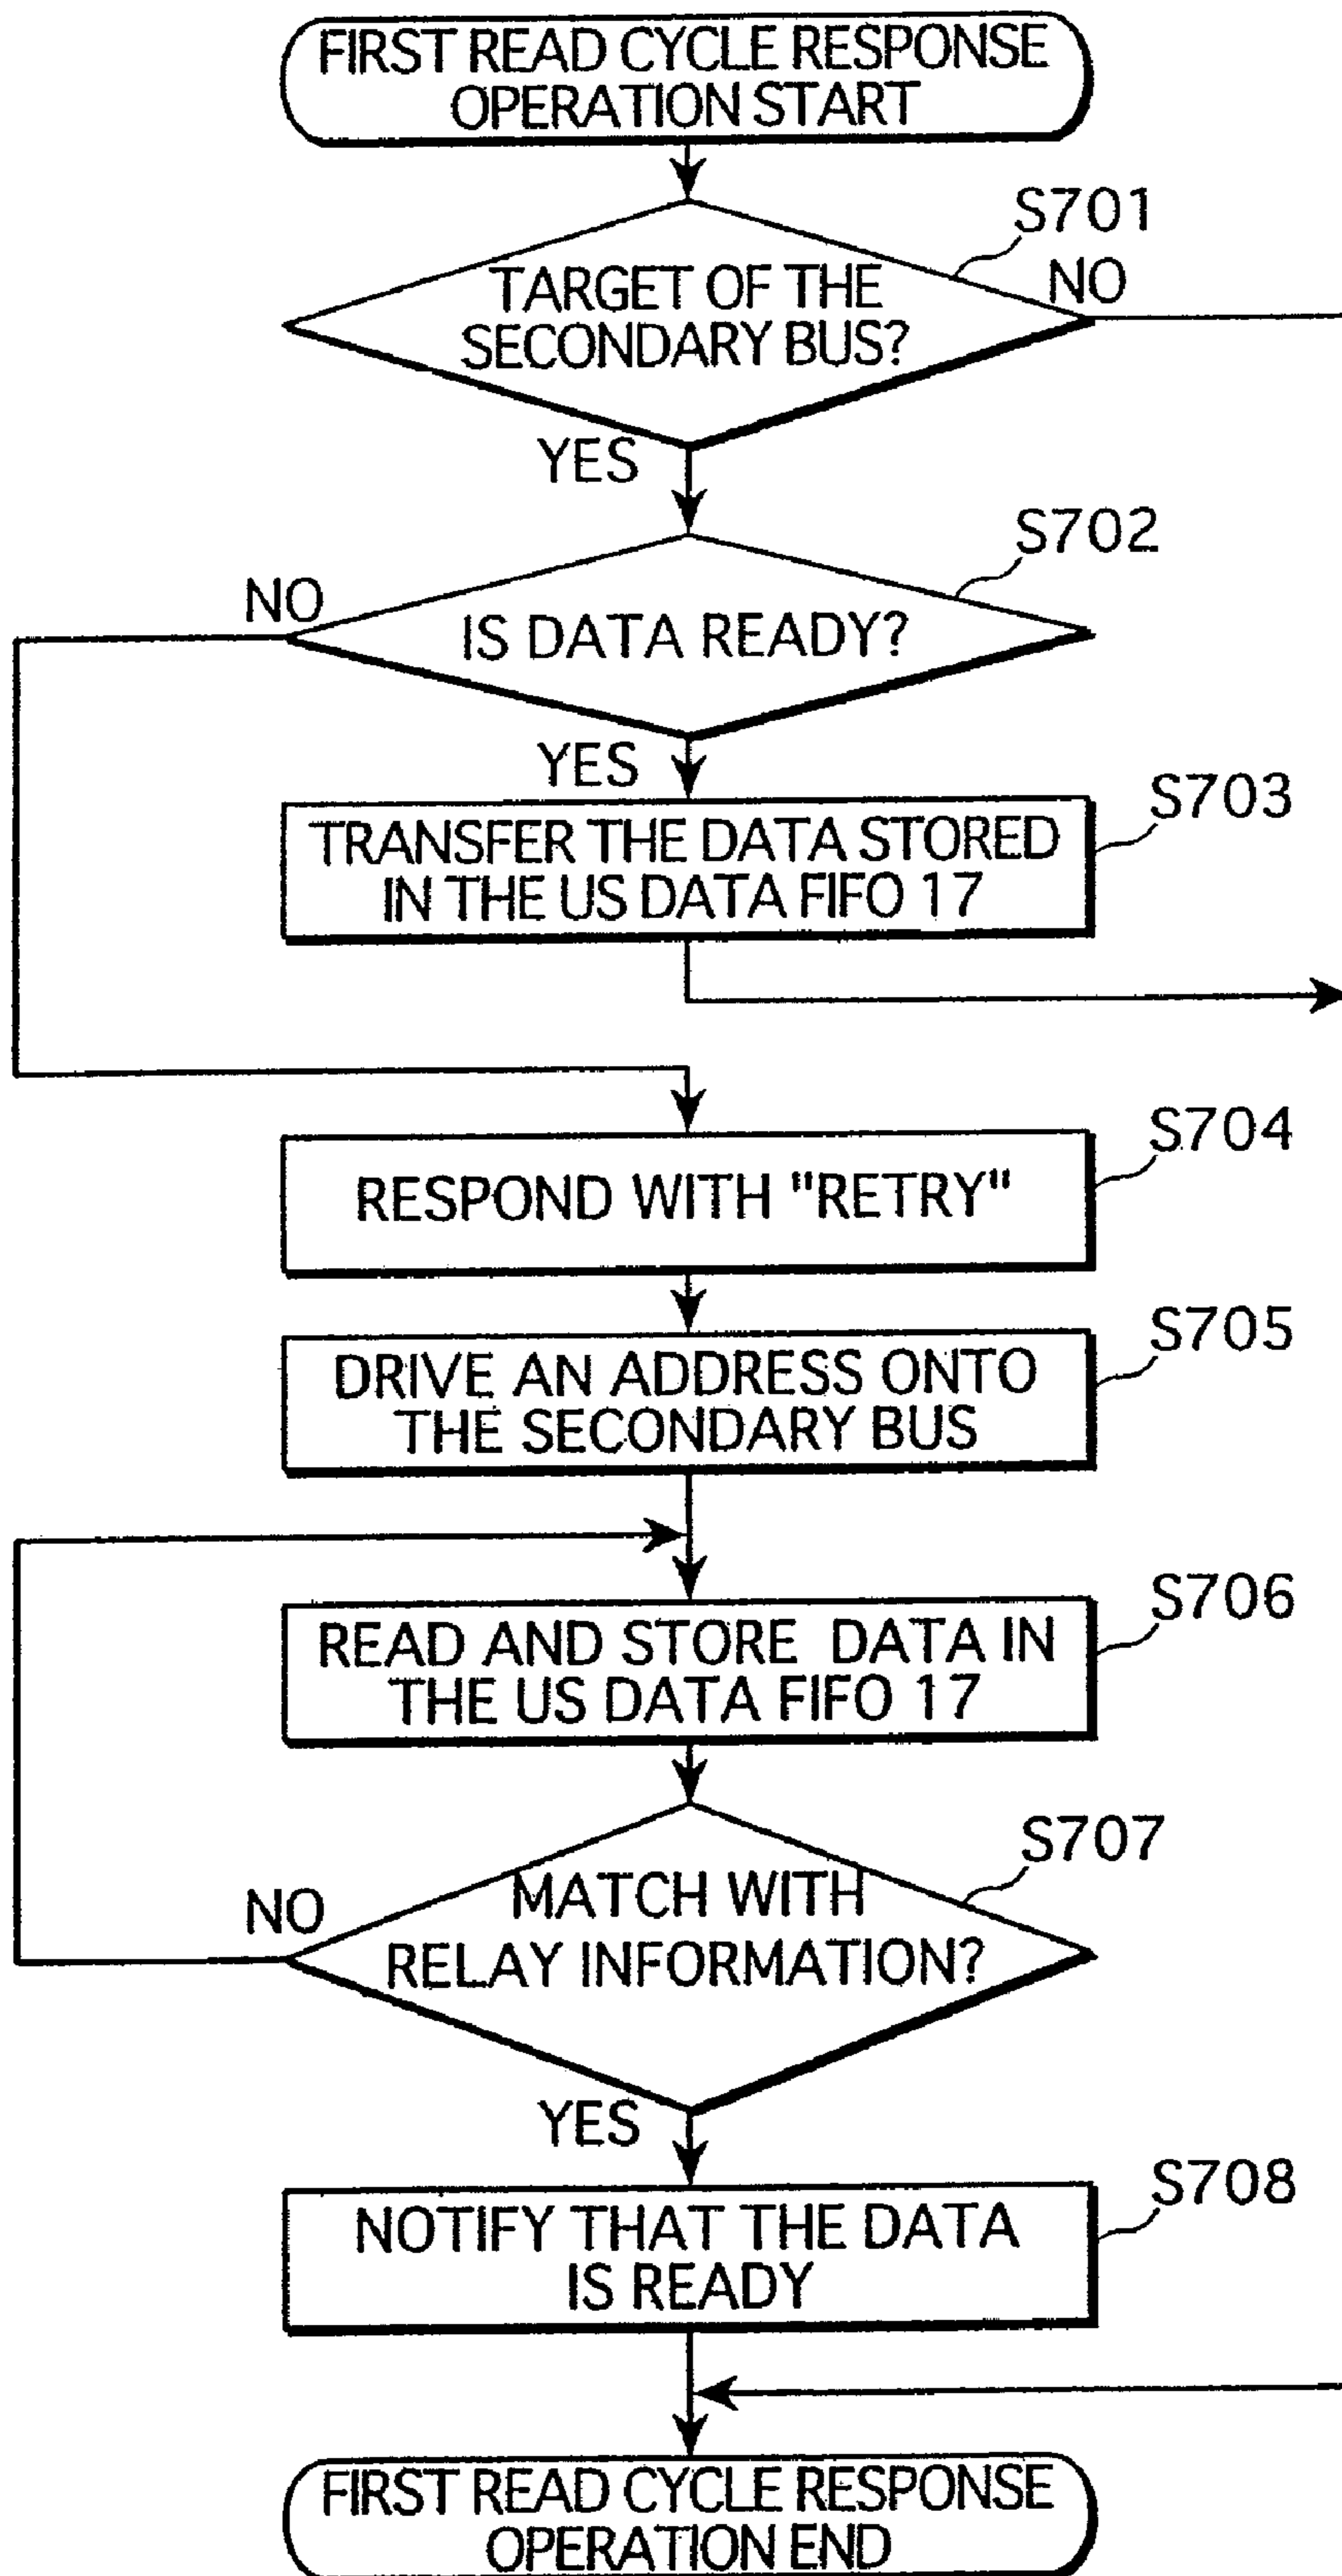 FIRST READ CYCLE RESPONSE
OPERATION START
S701
TARGET OF THE
SECONDARY BUS?
NO
YES
S702
NO
IS DATA READY?
YES
S703
TRANSFER THE DATA STORED
IN THE US DATA FIFO 17
S704
RESPOND WITH "RETRY"
S705
DRIVE AN ADDRESS ONTO
THE SECONDARY BUS
S706
READ AND STORE DATA IN
THE US DATA FIFO 17
S707
MATCH WITH
RELAY INFORMATION?
NO
YES
S708
NOTIFY THAT THE DATA
IS READY
FIRST READ CYCLE RESPONSE
OPERATION END